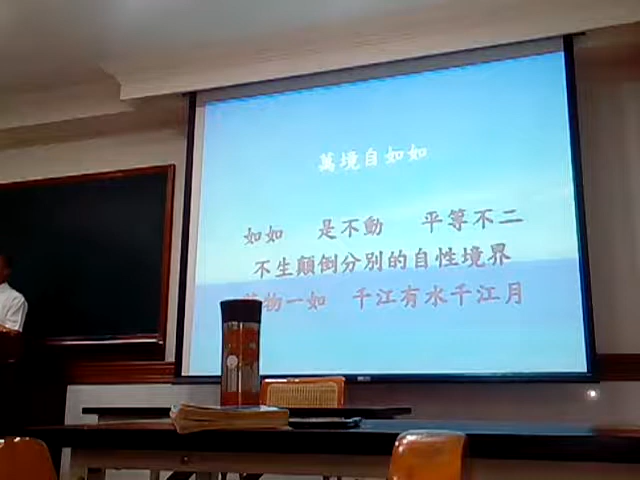 萬境自如如
如如 是不動 平等不二
不生顛倒分別的自性境界
物一如 千江有水千江月